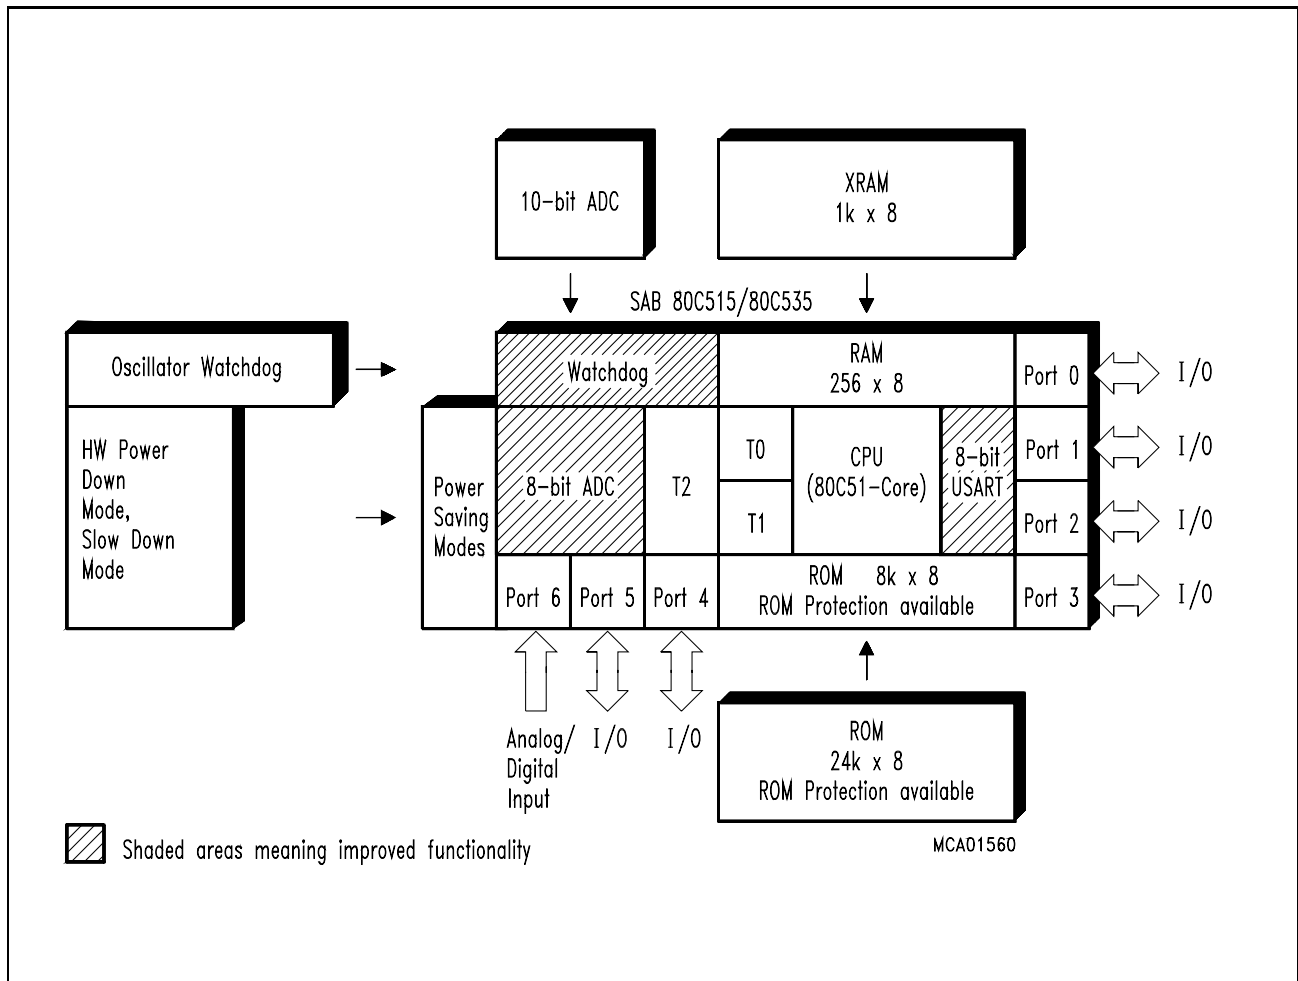 10-bit ADC
XRAM
1k x 8
SAB 80C515/80C535
Oscillator Watchdog
Watchdog
RAM
256 x 8
Port 0
I/O
HW Power
Down
Mode,
Slow Down
Mode
Power
Saving
Modes
8-bit ADC
T2
T0
T1
CPU
(80C51-Core)
8-bit
USART
Port 1
I/O
Port 2
I/O
Port 6
Port 5
Port 4
ROM 8k x 8
ROM Protection available
Port 3
I/O
Analog/
Digital
Input
I/O
I/O
ROM
24k x 8
ROM Protection available
MCA01560
Shaded areas meaning improved functionality